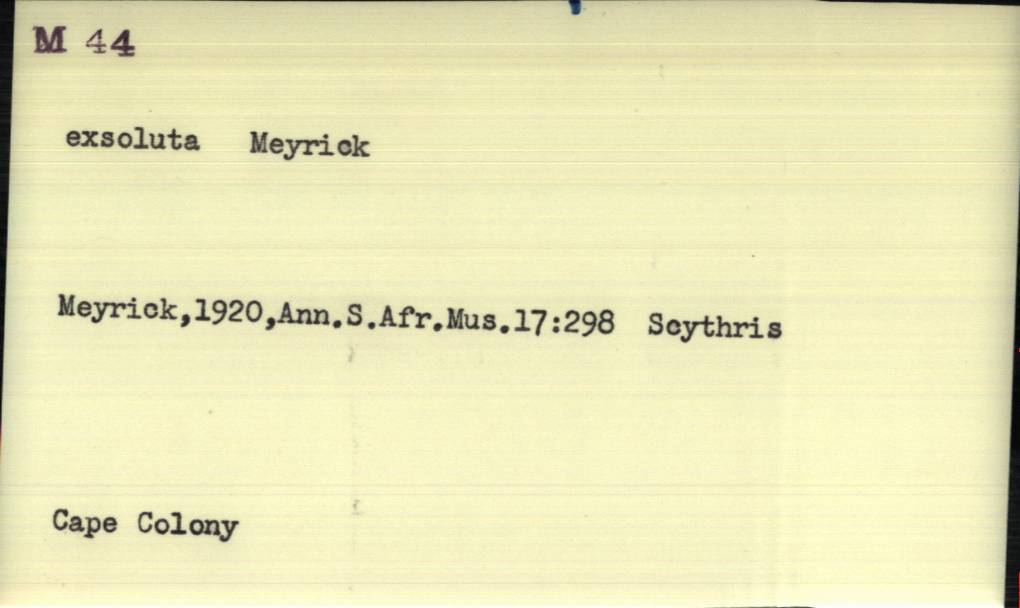 M 44
exsoluta Meyrick
Meyrick,1920,Ann.S.Afr.Mus.17:298 Scythris
Cape Colony